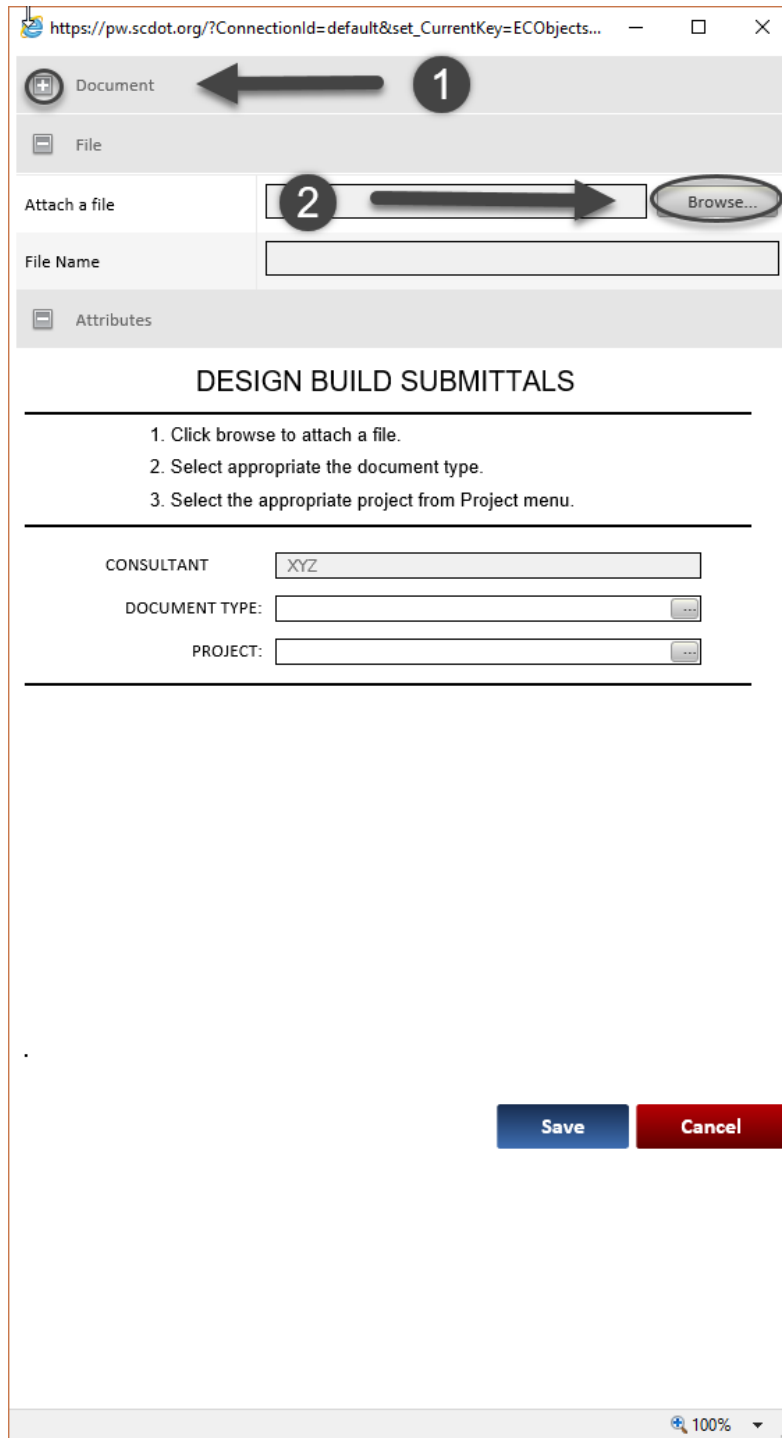 https://pw.scdot.org/?ConnectionId=default&set_CurrentKey=ECObjects...
Document 1
File
Attach a file 2 Browse...
File Name
Attributes
DESIGN BUILD SUBMITTALS
1. Click browse to attach a file.
2. Select appropriate the document type.
3. Select the appropriate project from Project menu.
CONSULTANT XYZ
DOCUMENT TYPE: ...
PROJECT: ...
.
Save Cancel
100%